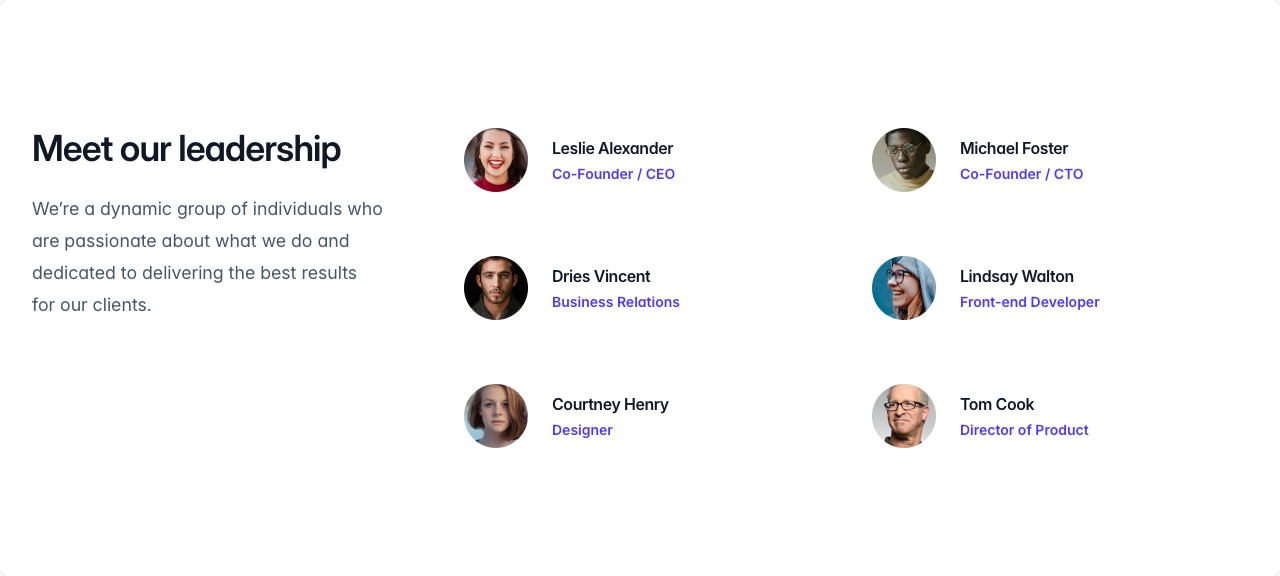 Meet our leadership
We’re a dynamic group of individuals who
are passionate about what we do and
dedicated to delivering the best results
for our clients.
Leslie Alexander
Co-Founder / CEO
Michael Foster
Co-Founder / CTO
Dries Vincent
Business Relations
Lindsay Walton
Front-end Developer
Courtney Henry
Designer
Tom Cook
Director of Product